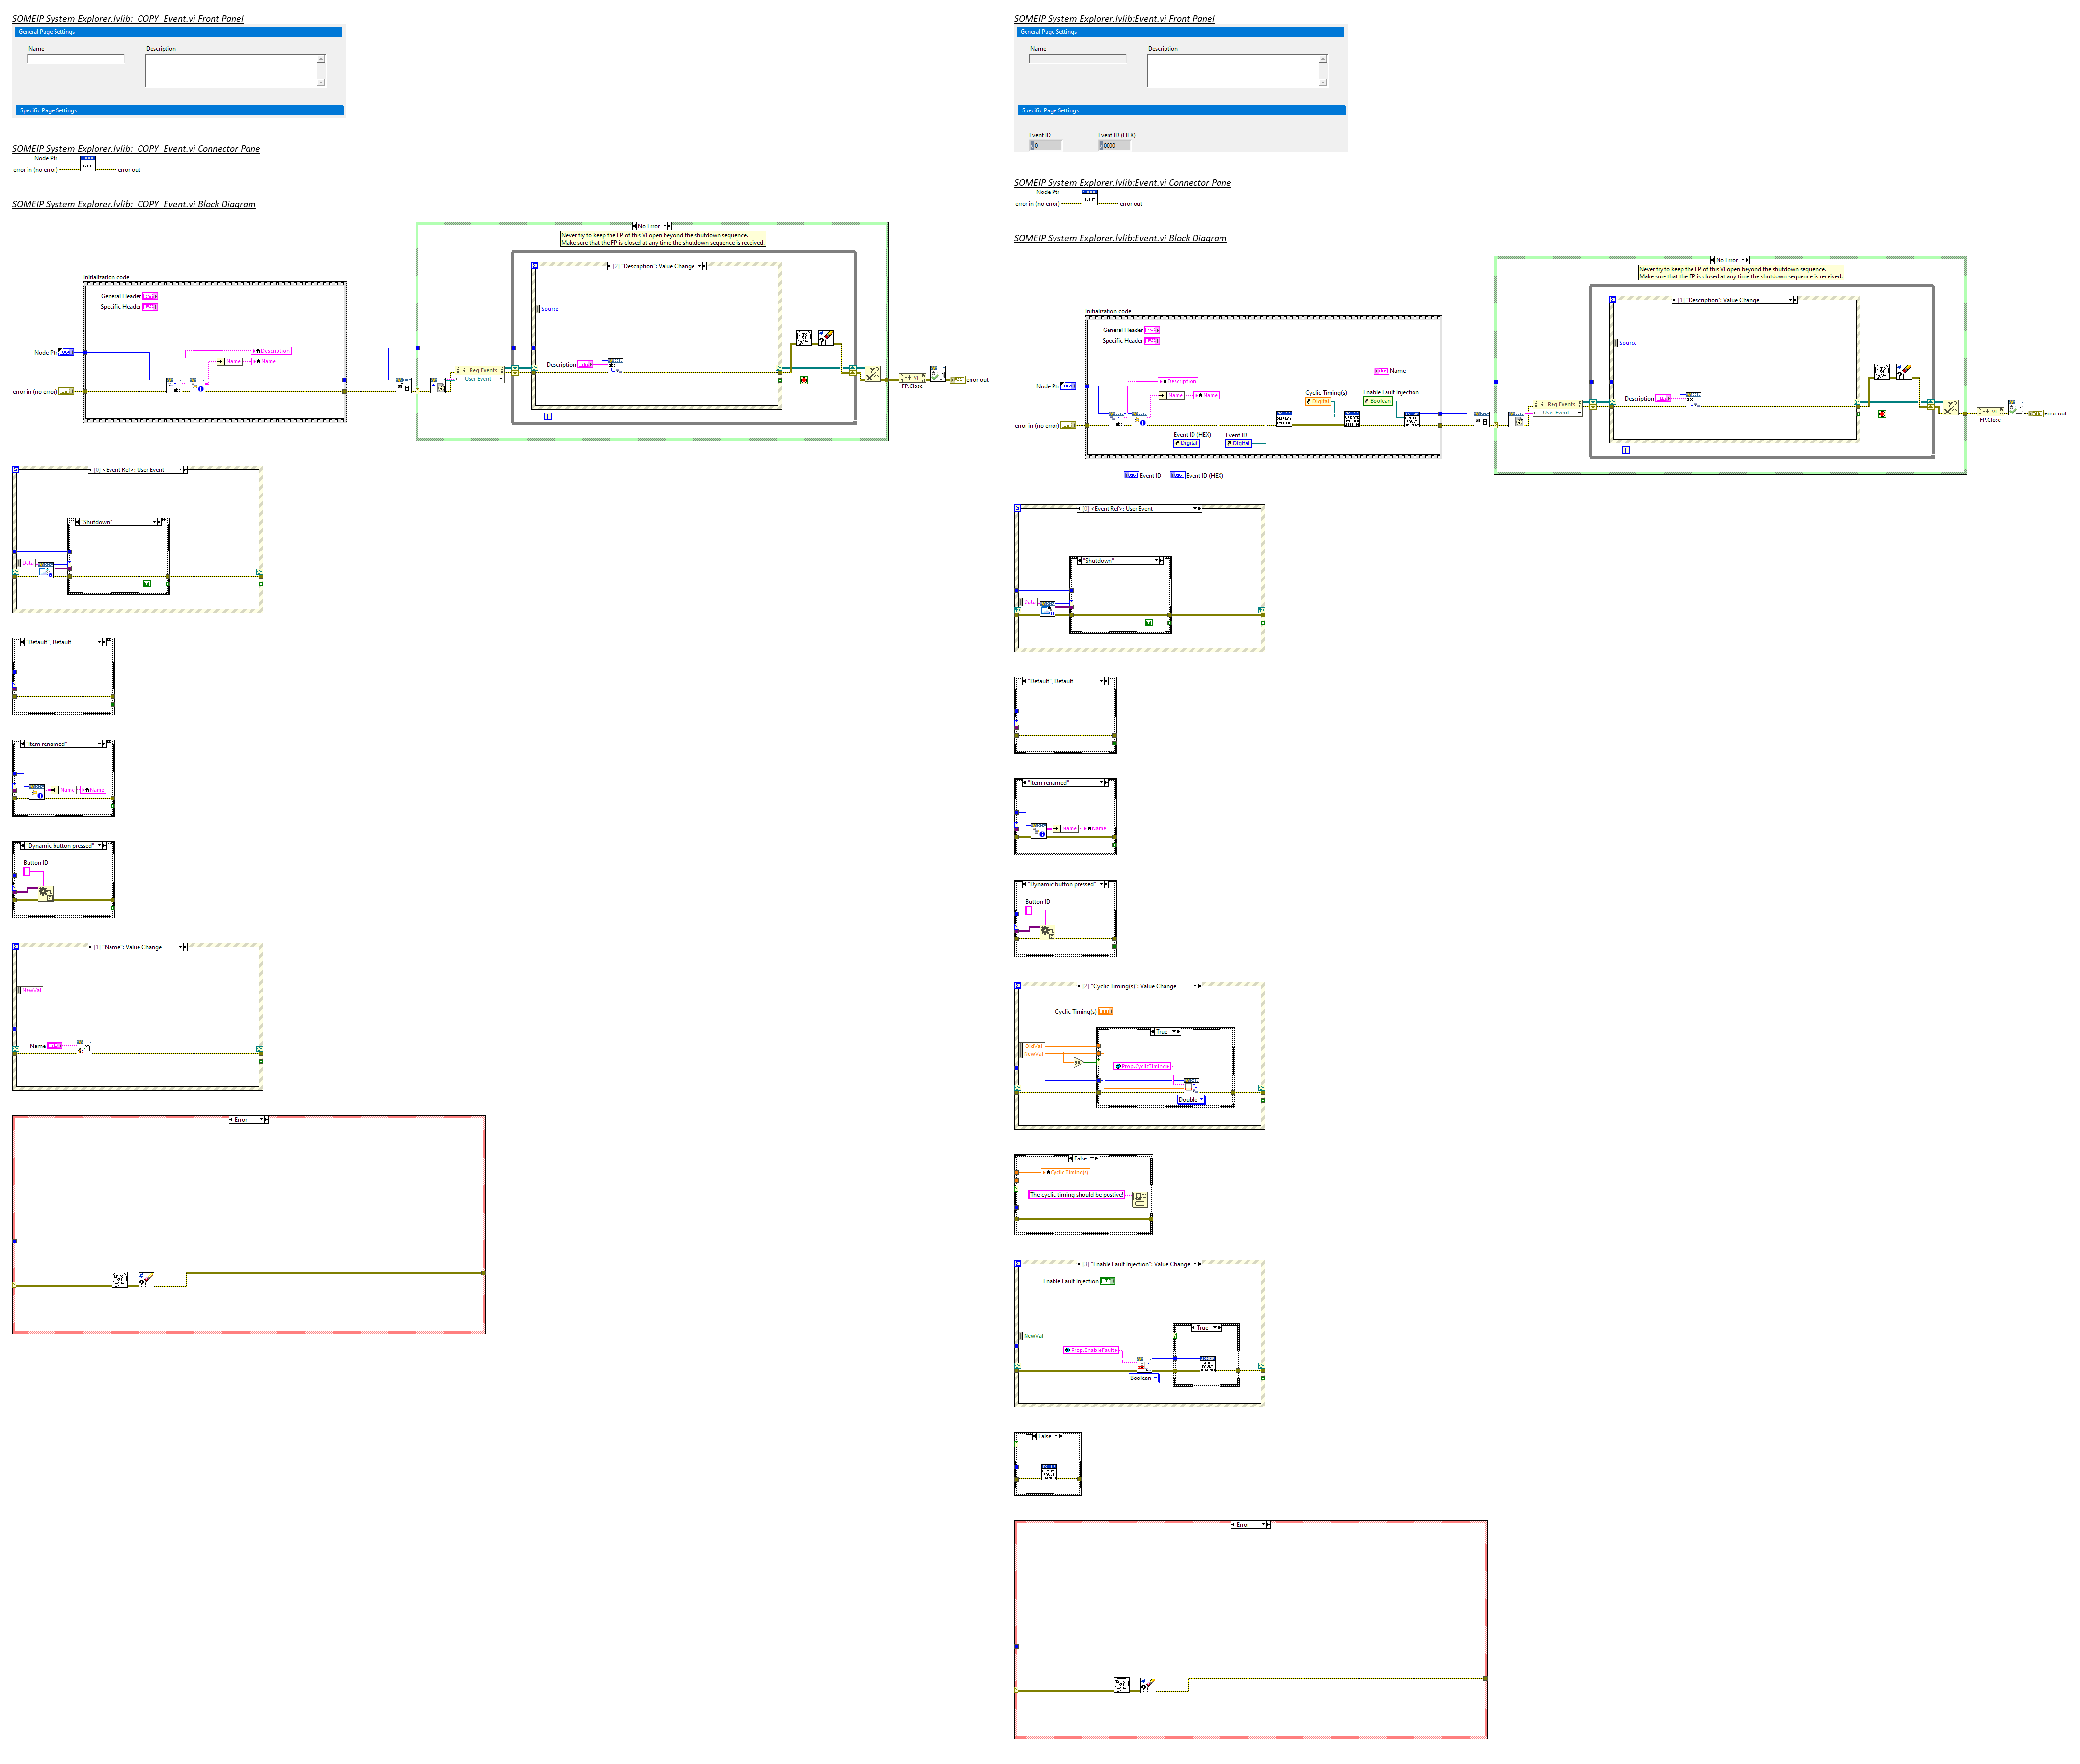 SOMEIP System Explorer.lvlib:_COPY_Event.vi Front Panel
General Page Settings
Name
Description
Specific Page Settings
SOMEIP System Explorer.lvlib:_COPY_Event.vi Connector Pane
Node Ptr
SOMEIP
EVENT
error in (no error)
error out
SOMEIP System Explorer.lvlib:_COPY_Event.vi Block Diagram
No Error
Never try to keep the FP of this VI open beyond the shutdown sequence.
Make sure that the FP is closed at any time the shutdown sequence is received.
[2] "Description": Value Change
Initialization code
General Header
Specific Header
Source
Node Ptr
Description
Name
Name
Description
Reg Events
User Event
error in (no error)
VI
FP.Close
error out
[0] <Event Ref>: User Event
"Shutdown"
Data
"Default", Default
"Item renamed"
Name
Name
"Dynamic button pressed"
Button ID
[1] "Name": Value Change
NewVal
Name
Error
SOMEIP System Explorer.lvlib:Event.vi Front Panel
General Page Settings
Name
Description
Specific Page Settings
Event ID
Event ID (HEX)
0
0000
SOMEIP System Explorer.lvlib:Event.vi Connector Pane
Node Ptr
SOMEIP
EVENT
error in (no error)
error out
SOMEIP System Explorer.lvlib:Event.vi Block Diagram
No Error
Never try to keep the FP of this VI open beyond the shutdown sequence.
Make sure that the FP is closed at any time the shutdown sequence is received.
[1] "Description": Value Change
Initialization code
General Header
Specific Header
Source
Name
Description
Node Ptr
Cyclic Timing(s)
Enable Fault Injection
Name
Name
Digital
Boolean
Description
Reg Events
User Event
error in (no error)
Event ID (HEX)
Event ID
Digital
Digital
VI
FP.Close
error out
Event ID
Event ID (HEX)
[0] <Event Ref>: User Event
"Shutdown"
Data
"Default", Default
"Item renamed"
Name
Name
"Dynamic button pressed"
Button ID
[2] "Cyclic Timing(s)": Value Change
Cyclic Timing(s)
True
OldVal
NewVal
Prop.CyclicTiming
Double
False
Cyclic Timing(s)
The cyclic timing should be postive!
[3] "Enable Fault Injection": Value Change
Enable Fault Injection
True
NewVal
Prop.EnableFault
Boolean
False
Error